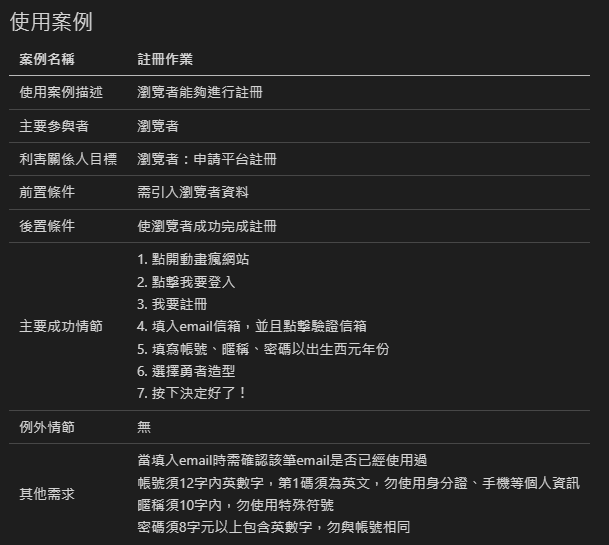 使用案例
案例名稱 註冊作業
使用案例描述 瀏覽者能夠進行註冊
主要參與者 瀏覽者
利害關係人目標 瀏覽者：申請平台註冊
前置條件 需引入瀏覽者資料
後置條件 使瀏覽者成功完成註冊
主要成功情節
1. 點開動畫瘋網站
2. 點擊我要登入
3. 我要註冊
4. 填入email信箱，並且點擊驗證信箱
5. 填寫帳號、暱稱、密碼以出生西元年份
6. 選擇勇者造型
7. 按下決定好了！
例外情節 無
其他需求
當填入email時需確認該筆email是否已經使用過
帳號須12字內英數字，第1碼須為英文，勿使用身分證、手機等個人資訊
暱稱須10字內，勿使用特殊符號
密碼須8字元以上包含英數字，勿與帳號相同